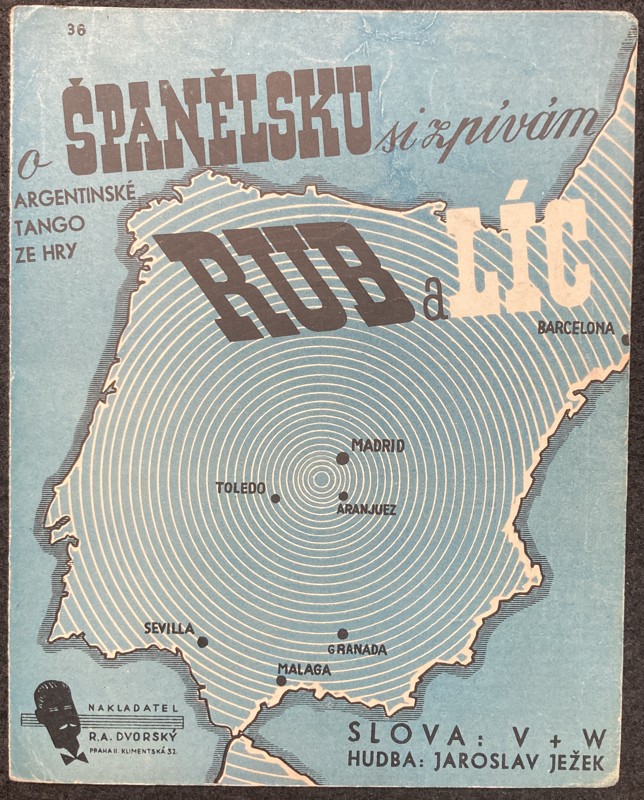 36
o ŠPANĚLSKU si zpívám
ARGENTINSKÉ
TANGO
ZE HRY
RUB a LÍC
BARCELONA
MADRID
TOLEDO
ARANJUEZ
SEVILLA
GRANADA
MALAGA
NAKLADATEL
R.A. DVORSKÝ
PRAHA II. KLIMENTSKÁ 32.
SLOVA: V + W
HUDBA: JAROSLAV JEŽEK